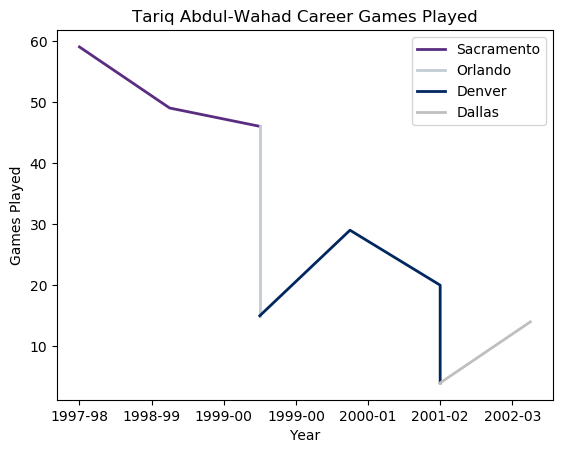 Tariq Abdul-Wahad Career Games Played
Sacramento
Orlando
Denver
Dallas
60
50
40
30
20
10
Games Played
1997-98 1998-99 1999-00 1999-00 2000-01 2001-02 2002-03
Year